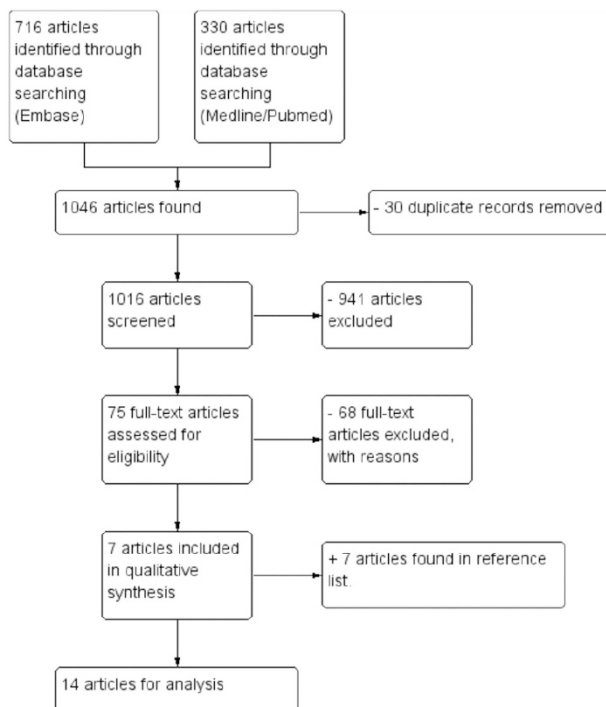 716 articles
identified through
database
searching
(Embase)
330 articles
identified through
database
searching
(Medline/Pubmed)
1046 articles found
- 30 duplicate records removed
1016 articles
screened
- 941 articles
excluded
75 full-text articles
assessed for
eligibility
- 68 full-text
articles excluded,
with reasons
7 articles included
in qualitative
synthesis
+ 7 articles found in reference
list.
14 articles for analysis